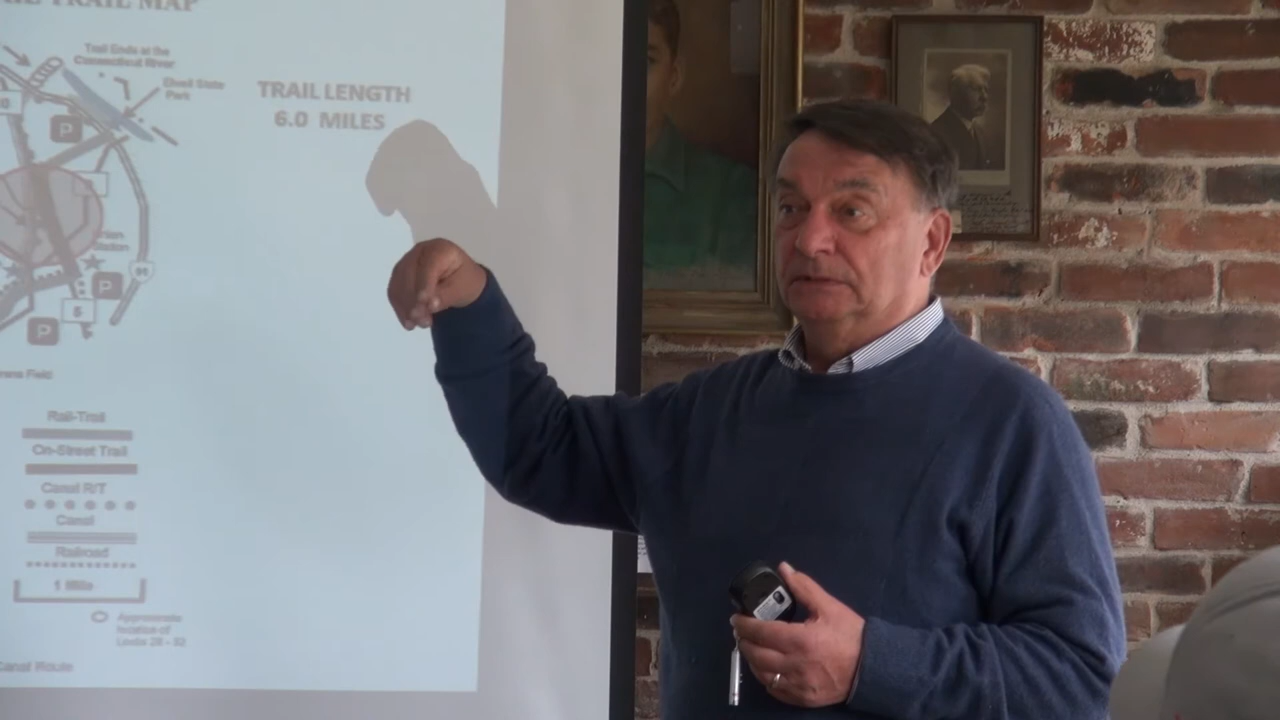 TRAIL MAP
Trail Ends at the
Connecticut River
State
Park
TRAIL LENGTH
6.0 MILES
P
P
5
P
Field
Rail-Trail
On-Street Trail
Canal R/T
Canal
Railroad
1 Mile
Approximate
location of
Locks 28 - 32
Canal Route